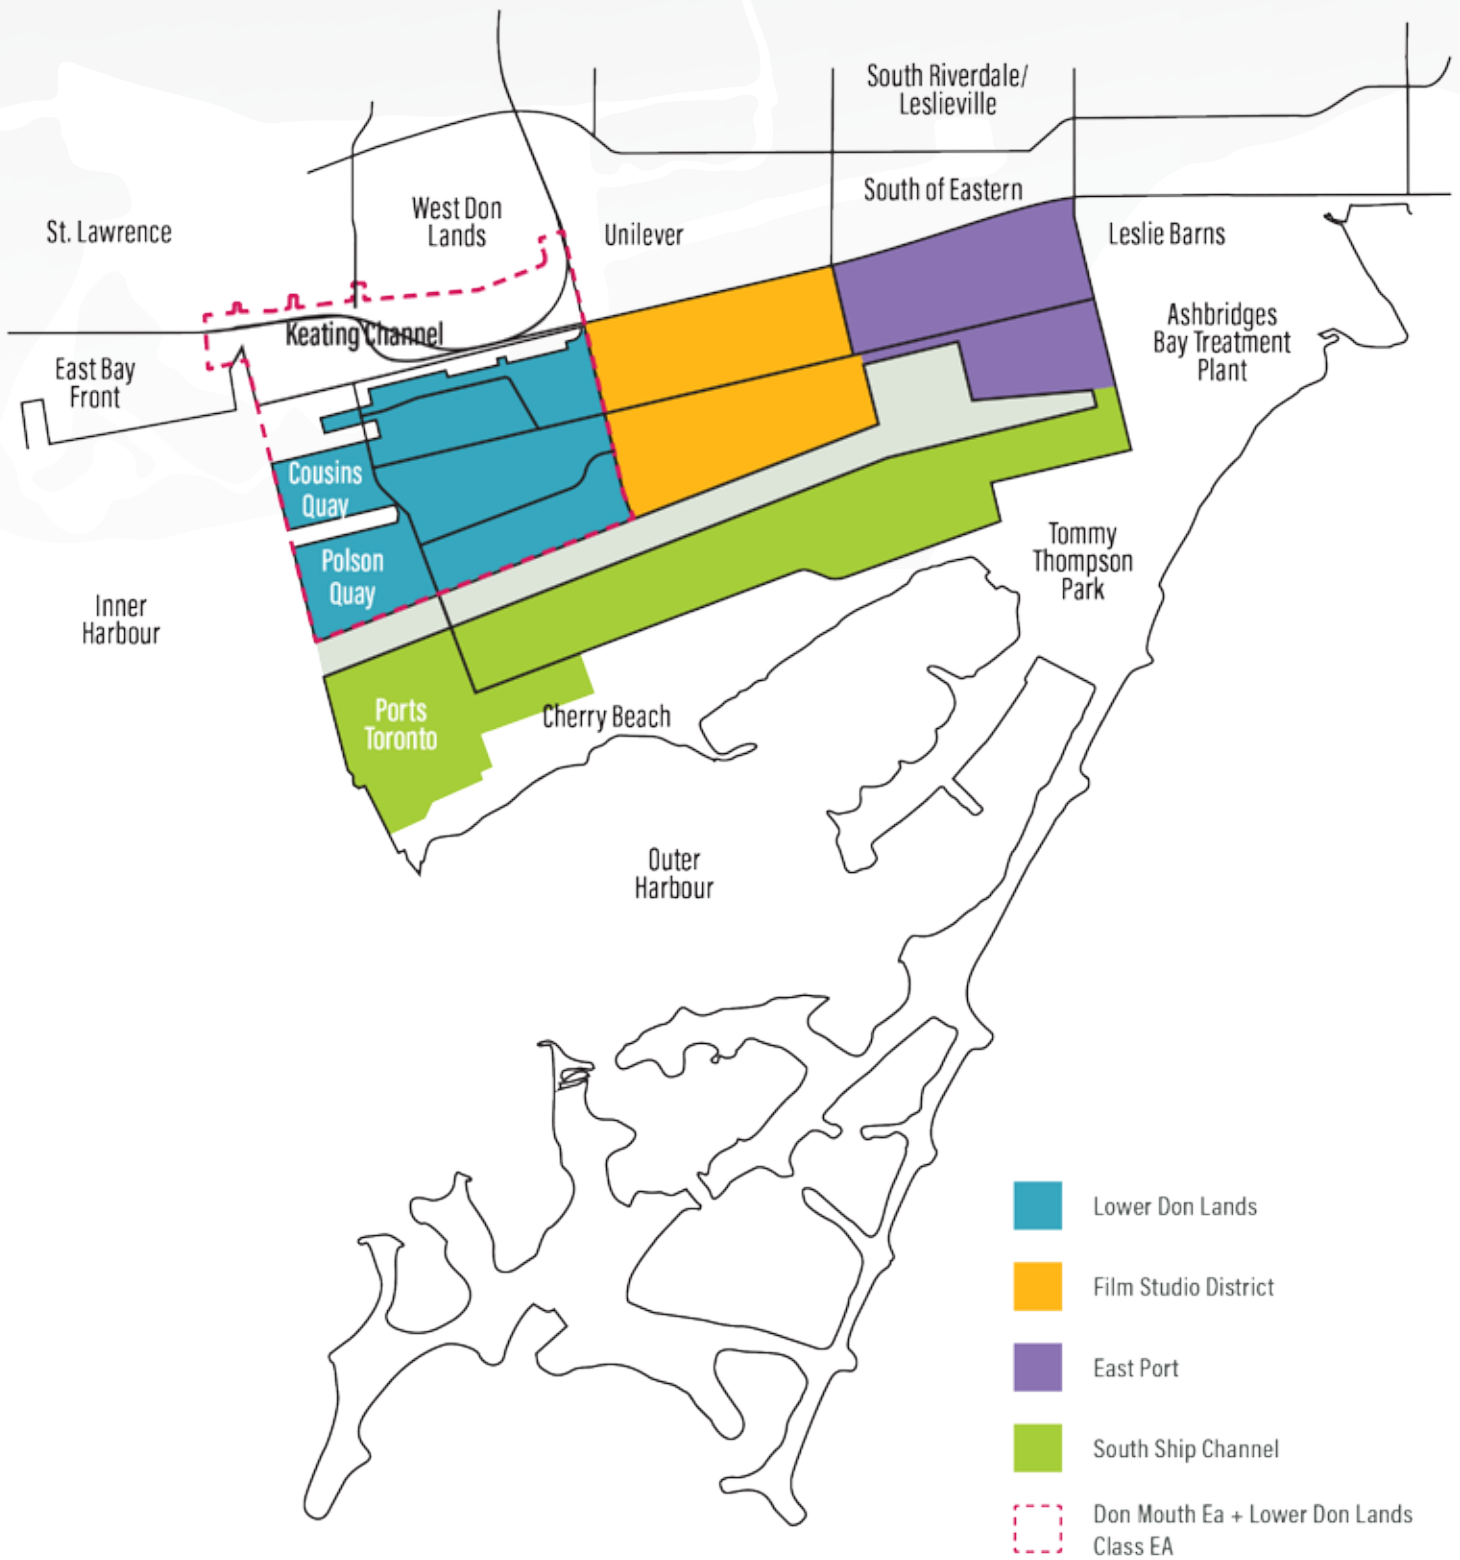 South Riverdale/
Leslieville
South of Eastern
West Don
Lands
St. Lawrence
Unilever
Leslie Barns
Keating Channel
Ashbridges
Bay Treatment
Plant
East Bay
Front
Cousins
Quay
Polson
Quay
Tommy
Thompson
Park
Inner
Harbour
Ports
Toronto
Cherry Beach
Outer
Harbour
Lower Don Lands
Film Studio District
East Port
South Ship Channel
Don Mouth Ea + Lower Don Lands
Class EA